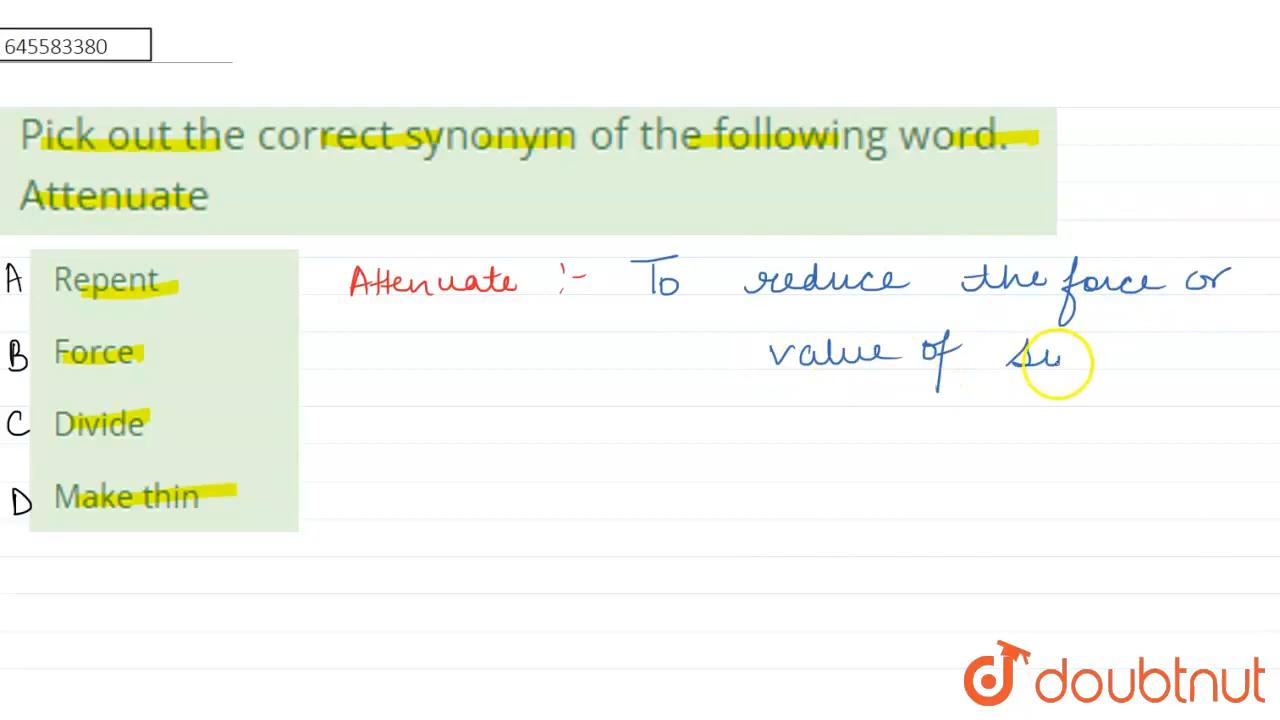 645583380
Pick out the correct synonym of the following word.
Attenuate
A Repent
B Force
C Divide
D Make thin
Attenuate :- To reduce the force or
value of su
doubtnut